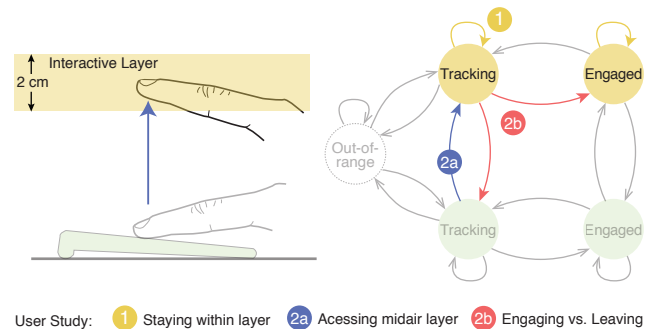 Interactive Layer
2 cm
1
Tracking
Engaged
2b
Out-of-
range
2a
Tracking
Engaged
User Study: 1 Staying within layer 2a Acessing midair layer 2b Engaging vs. Leaving